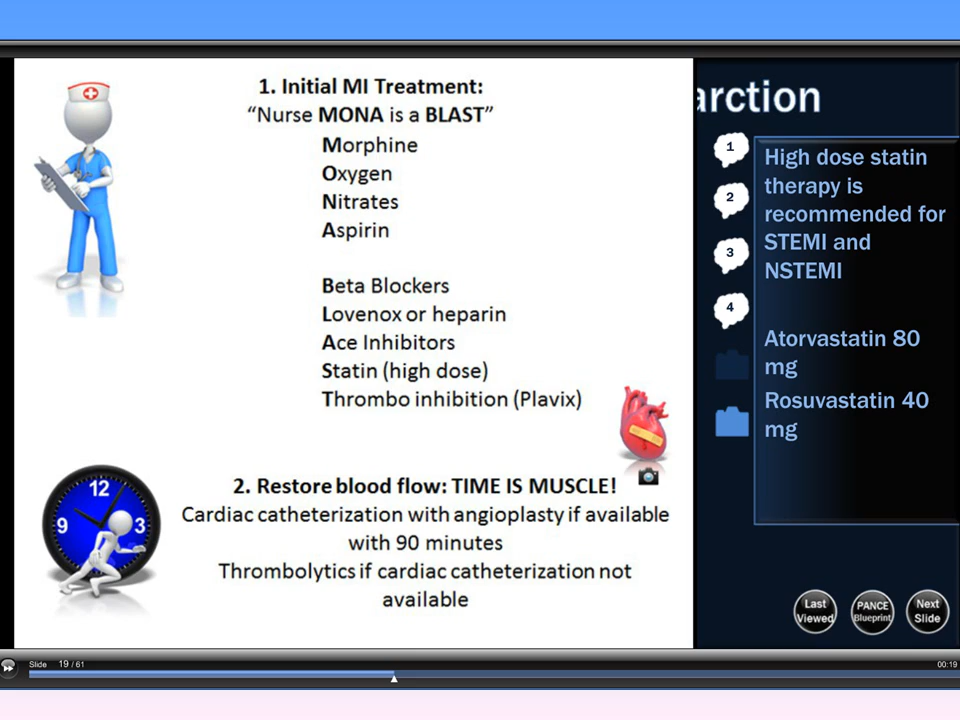 1. Initial MI Treatment:
“Nurse MONA is a BLAST”
Morphine
Oxygen
Nitrates
Aspirin
Beta Blockers
Lovenox or heparin
Ace Inhibitors
Statin (high dose)
Thrombo inhibition (Plavix)
12
9
3
2. Restore blood flow: TIME IS MUSCLE!
Cardiac catheterization with angioplasty if available
with 90 minutes
Thrombolytics if cardiac catheterization not
available
arction
1
2
3
4
High dose statin
therapy is
recommended for
STEMI and
NSTEMI
Atorvastatin 80
mg
Rosuvastatin 40
mg
Last
Viewed
PANCE
Blueprint
Next
Slide
Slide 19 / 61
00:19